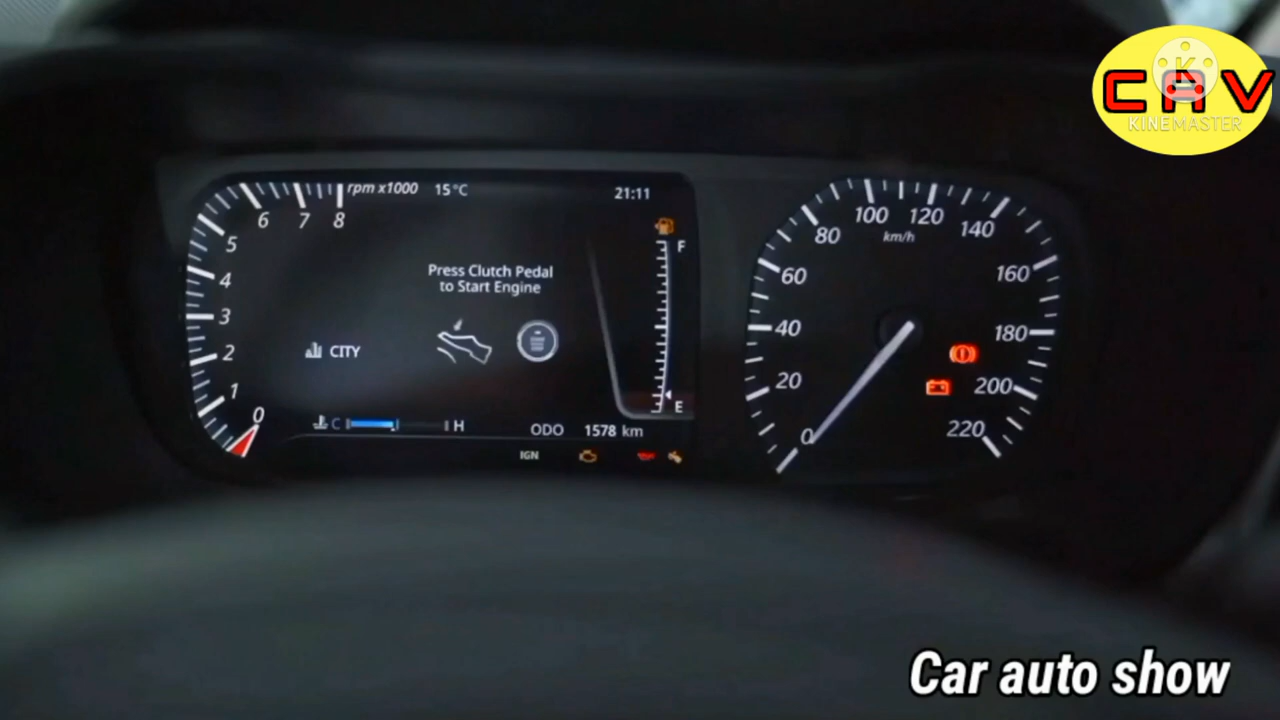 CAV
KINEMASTER
rpm x1000 15°C 21:11
6 7 8
5
4
3
2
1
0
F
Press Clutch Pedal
to Start Engine
CITY
E
C H
ODO 1578 km
IGN
100 120
80 140
km/h
60 160
40 180
20 200
0 220
Car auto show